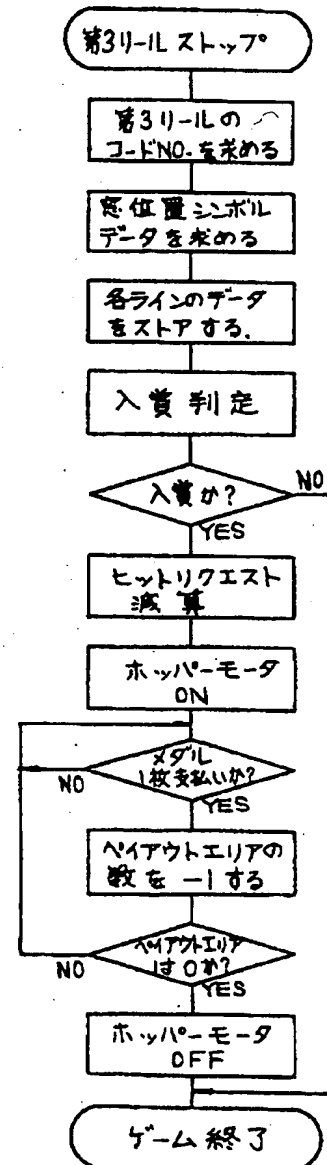 第3リール ストップ
第3リールの
コードNO.を求める
窓位置シンボル
データを求める
各ラインのデータ
をストアする.
入賞判定
入賞か?
NO
YES
ヒットリクエスト
減算
ホッパーモータ
ON
メダル
1枚支払いか?
NO
YES
ペイアウトエリアの
数を -1する
ペイアウトエリア
は0か?
NO
YES
ホッパーモータ
OFF
ゲーム終了